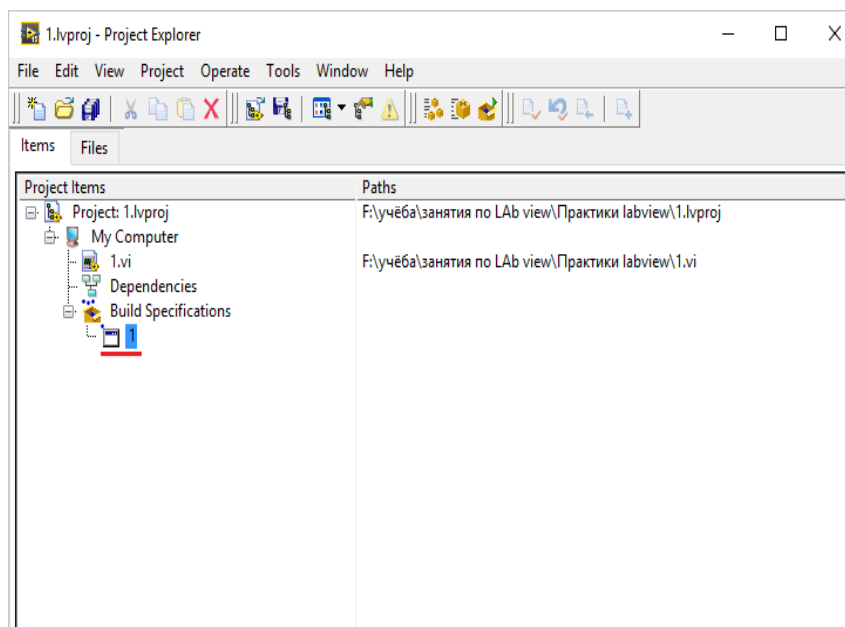 1.lvproj - Project Explorer
File Edit View Project Operate Tools Window Help
Items Files
Project Items Paths
Project: 1.lvproj F:\учёба\занятия по LAb view\Практики labview\1.lvproj
My Computer
1.vi F:\учёба\занятия по LAb view\Практики labview\1.vi
Dependencies
Build Specifications
1